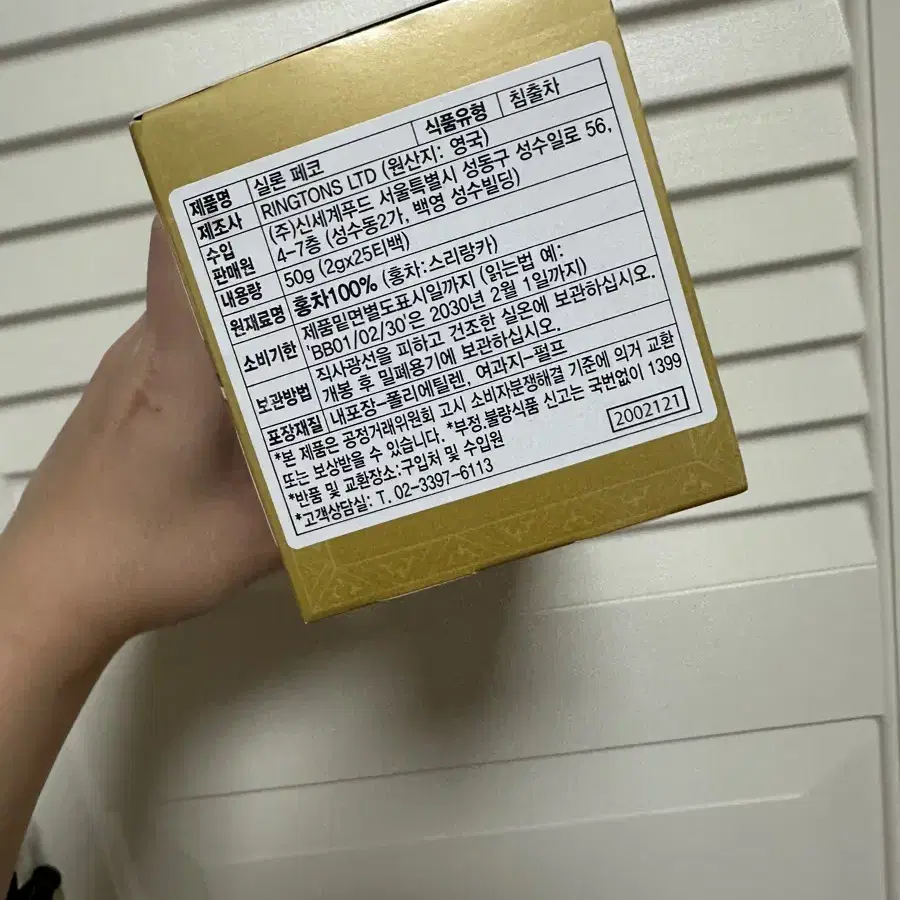 제품명 실론 페코 식품유형 침출차
제조사 RINGTONS LTD (원산지: 영국)
수입판매원 (주)신세계푸드 서울특별시 성동구 성수일로 56,
4-7층 (성수동2가, 백영 성수빌딩)
내용량 50g (2gx25티백)
원재료명 홍차100% (홍차:스리랑카)
소비기한 제품밑면별도표시일까지 (읽는법 예:
'BB01/02/30'은 2030년 2월 1일까지)
보관방법 직사광선을 피하고 건조한 실온에 보관하십시오.
개봉 후 밀폐용기에 보관하십시오.
포장재질 내포장-폴리에틸렌, 여과지-펄프
*본 제품은 공정거래위원회 고시 소비자분쟁해결 기준에 의거 교환
또는 보상받을 수 있습니다. *부정,불량식품 신고는 국번없이 1399
*반품 및 교환장소:구입처 및 수입원
*고객상담실: T. 02-3397-6113
2002121